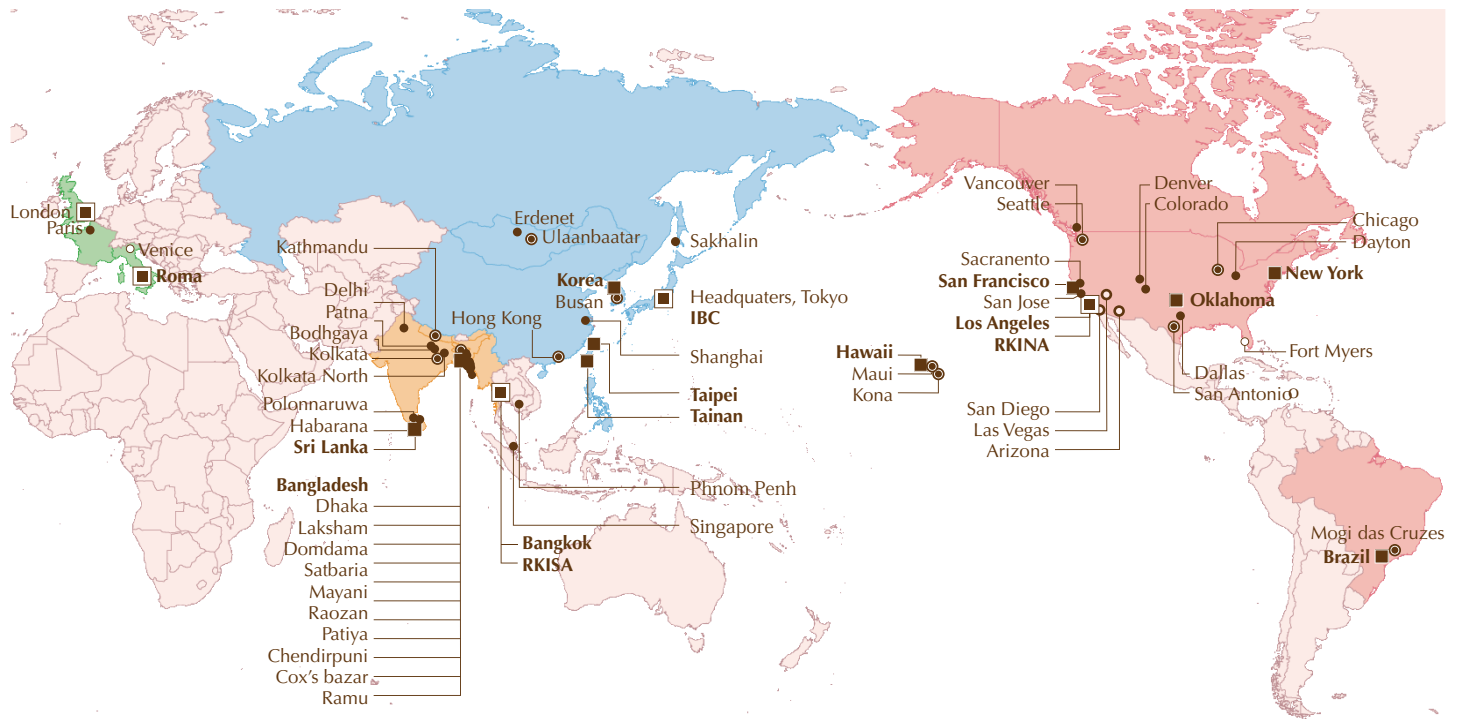 London
Paris
Venice
Roma
Kathmandu
Delhi
Patna
Bodhgaya
Kolkata
Kolkata North
Polonnaruwa
Habarana
Sri Lanka
Bangladesh
Dhaka
Laksham
Domdama
Satbaria
Mayani
Raozan
Patiya
Chendirpuni
Cox's bazar
Ramu
Erdenet
Ulaanbaatar
Sakhalin
Korea
Busan
Headquaters, Tokyo
IBC
Hong Kong
Shanghai
Taipei
Tainan
Phnom Penh
Singapore
Bangkok
RKISA
Hawaii
Maui
Kona
Vancouver
Seattle
Sacranento
San Francisco
San Jose
Los Angeles
RKINA
San Diego
Las Vegas
Arizona
Denver
Colorado
Chicago
Dayton
New York
Oklahoma
Fort Myers
Dallas
San Antonio
Mogi das Cruzes
Brazil